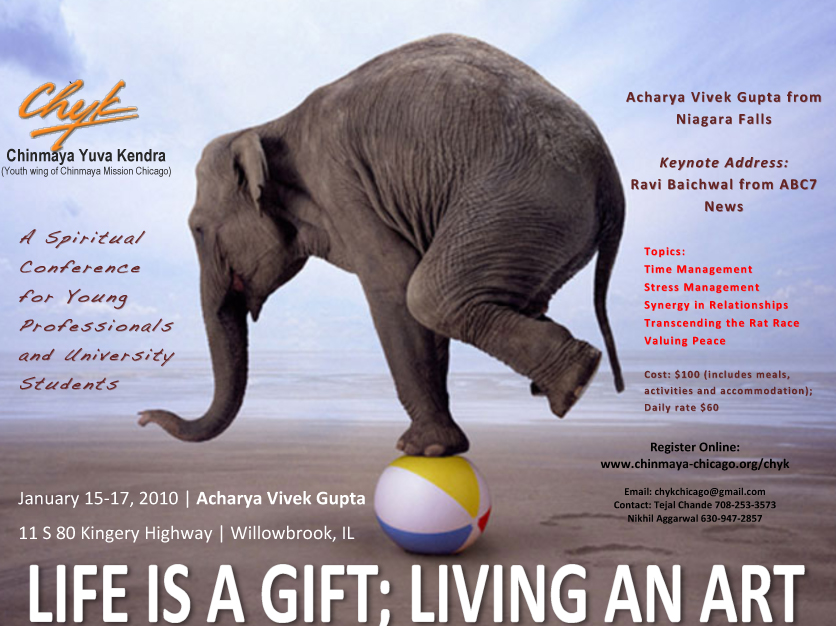 Chyk
Chinmaya Yuva Kendra
(Youth wing of Chinmaya Mission Chicago)
A Spiritual
Conference
for Young
Professionals
and University
Students
Acharya Vivek Gupta from
Niagara Falls
Keynote Address:
Ravi Baichwal from ABC7
News
Topics:
Time Management
Stress Management
Synergy in Relationships
Transcending the Rat Race
Valuing Peace
Cost: $100 (includes meals,
activities and accommodation);
Daily rate $60
Register Online:
www.chinmaya-chicago.org/chyk
Email: chykchicago@gmail.com
Contact: Tejal Chande 708-253-3573
Nikhil Aggarwal 630-947-2857
January 15-17, 2010 | Acharya Vivek Gupta
11 S 80 Kingery Highway | Willowbrook, IL
LIFE IS A GIFT; LIVING AN ART